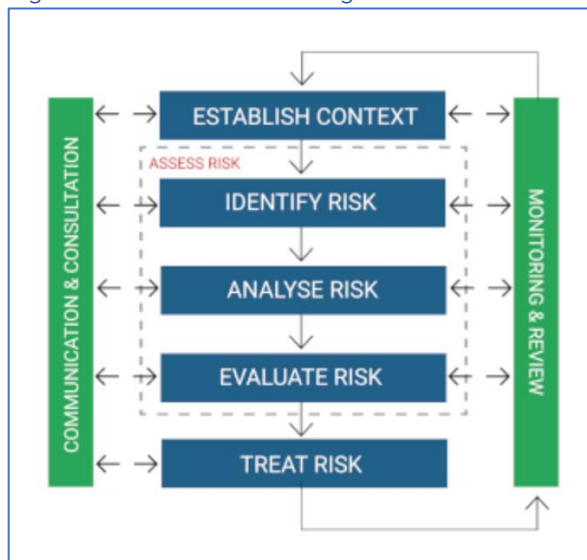 ESTABLISH CONTEXT
ASSESS RISK
IDENTIFY RISK
ANALYSE RISK
EVALUATE RISK
TREAT RISK
COMMUNICATION & CONSULTATION
MONITORING & REVIEW